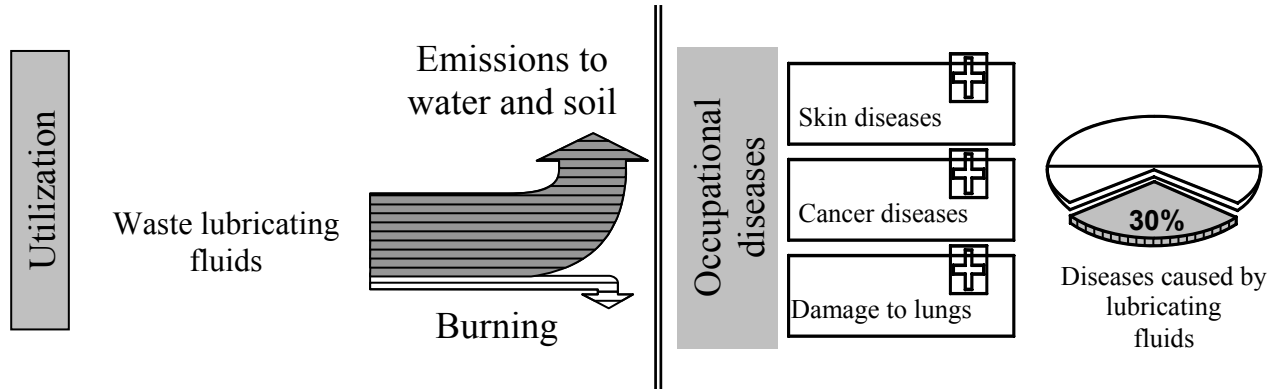 Utilization
Waste lubricating
fluids
Emissions to
water and soil
Burning
Occupational
diseases
Skin diseases
Cancer diseases
Damage to lungs
30%
Diseases caused by
lubricating
fluids